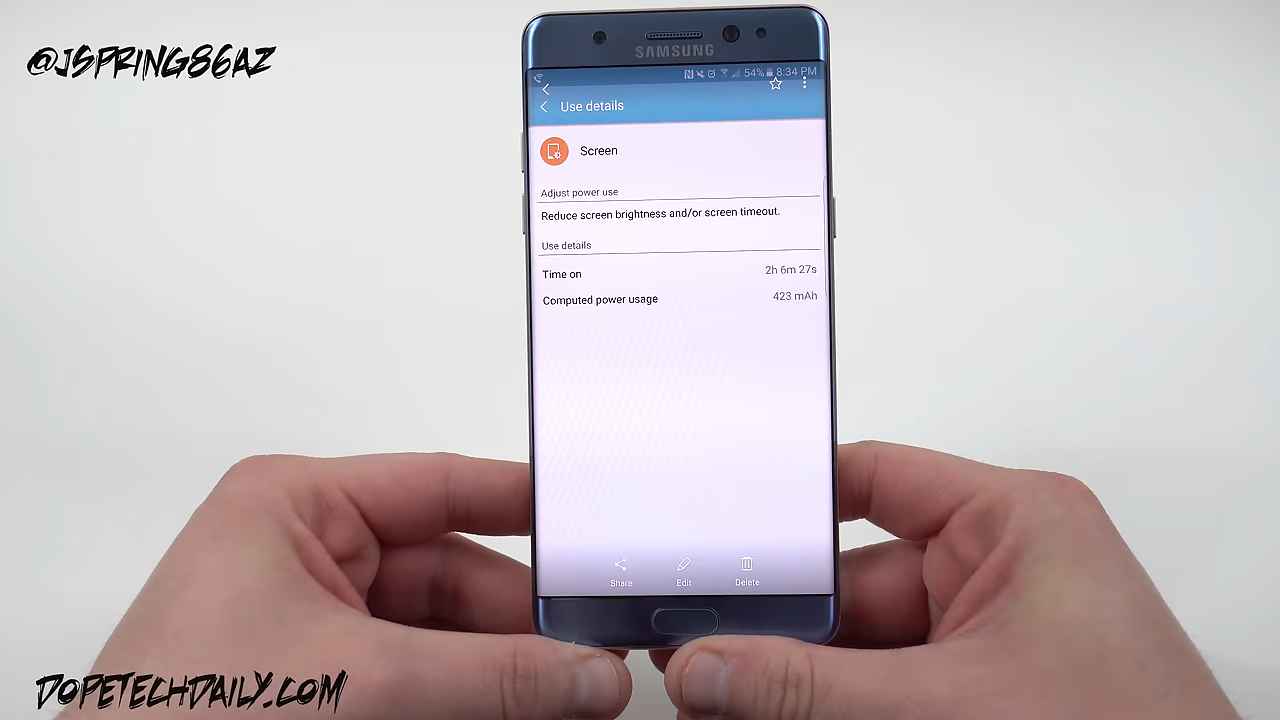 @JSPRING86AZ
SAMSUNG
54% 8:34 PM
Use details
Screen
Adjust power use
Reduce screen brightness and/or screen timeout.
Use details
Time on 2h 6m 27s
Computed power usage 423 mAh
Share Edit Delete
DOPETECHDAILY.COM